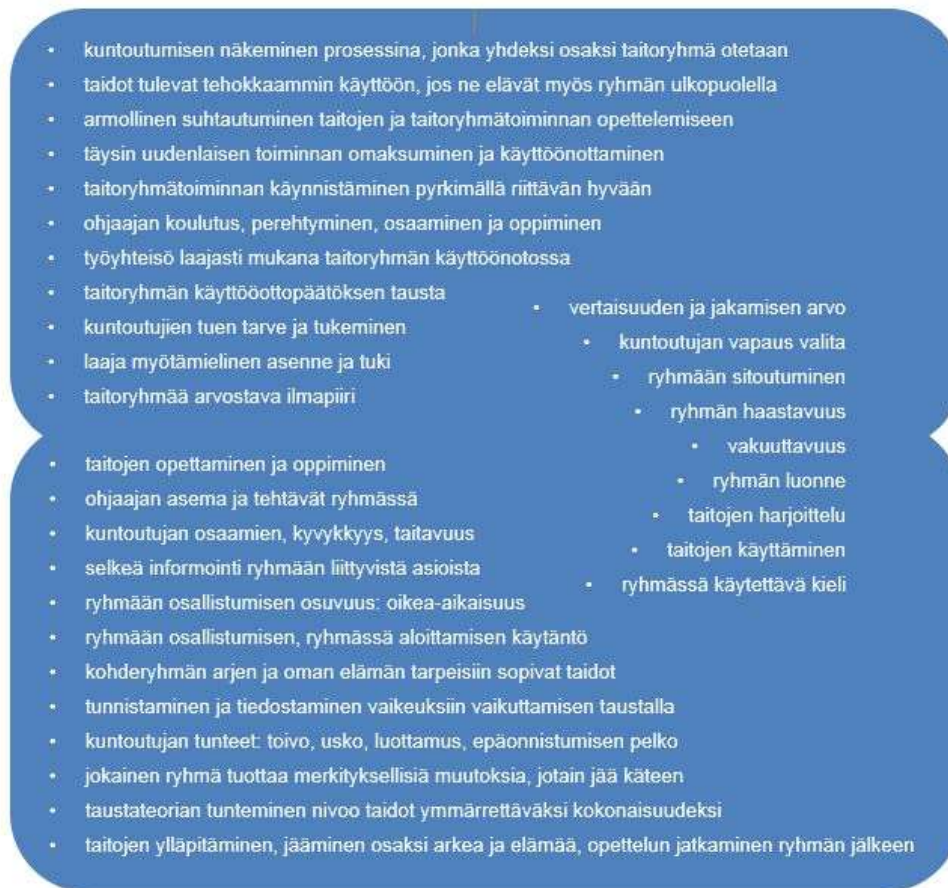 • kuntoutumisen näkeminen prosessina, jonka yhdeksi osaksi taitoryhmä otetaan
• taidot tulevat tehokkaammin käyttöön, jos ne elävät myös ryhmän ulkopuolella
• armollinen suhtautuminen taitojen ja taitoryhmätoiminnan opettelemiseen
• täysin uudenlaisen toiminnan omaksuminen ja käyttöönottaminen
• taitoryhmätoiminnan käynnistäminen pyrkimällä riittävän hyvään
• ohjaajan koulutus, perehtyminen, osaaminen ja oppiminen
• työyhteisö laajasti mukana taitoryhmän käyttöönotossa
• taitoryhmän käyttööottopäätöksen tausta
• kuntoutujien tuen tarve ja tukeminen
• laaja myötämielinen asenne ja tuki
• taitoryhmää arvostava ilmapiiri
• vertaisuuden ja jakamisen arvo
• kuntoutujan vapaus valita
• ryhmään sitoutuminen
• ryhmän haastavuus
• vakuuttavuus
• ryhmän luonne
• taitojen harjoittelu
• taitojen käyttäminen
• ryhmässä käytettävä kieli
• taitojen opettaminen ja oppiminen
• ohjaajan asema ja tehtävät ryhmässä
• kuntoutujan osaamien, kyvykkyys, taitavuus
• selkeä informointi ryhmään liittyvistä asioista
• ryhmään osallistumisen osuvuus: oikea-aikaisuus
• ryhmään osallistumisen, ryhmässä aloittamisen käytäntö
• kohderyhmän arjen ja oman elämän tarpeisiin sopivat taidot
• tunnistaminen ja tiedostaminen vaikeuksiin vaikuttamisen taustalla
• kuntoutujan tunteet: toivo, usko, luottamus, epäonnistumisen pelko
• jokainen ryhmä tuottaa merkityksellisiä muutoksia, jotain jää käteen
• taustateorian tunteminen nivoo taidot ymmärrettäväksi kokonaisuudeksi
• taitojen ylläpitäminen, jääminen osaksi arkea ja elämää, opettelun jatkaminen ryhmän jälkeen